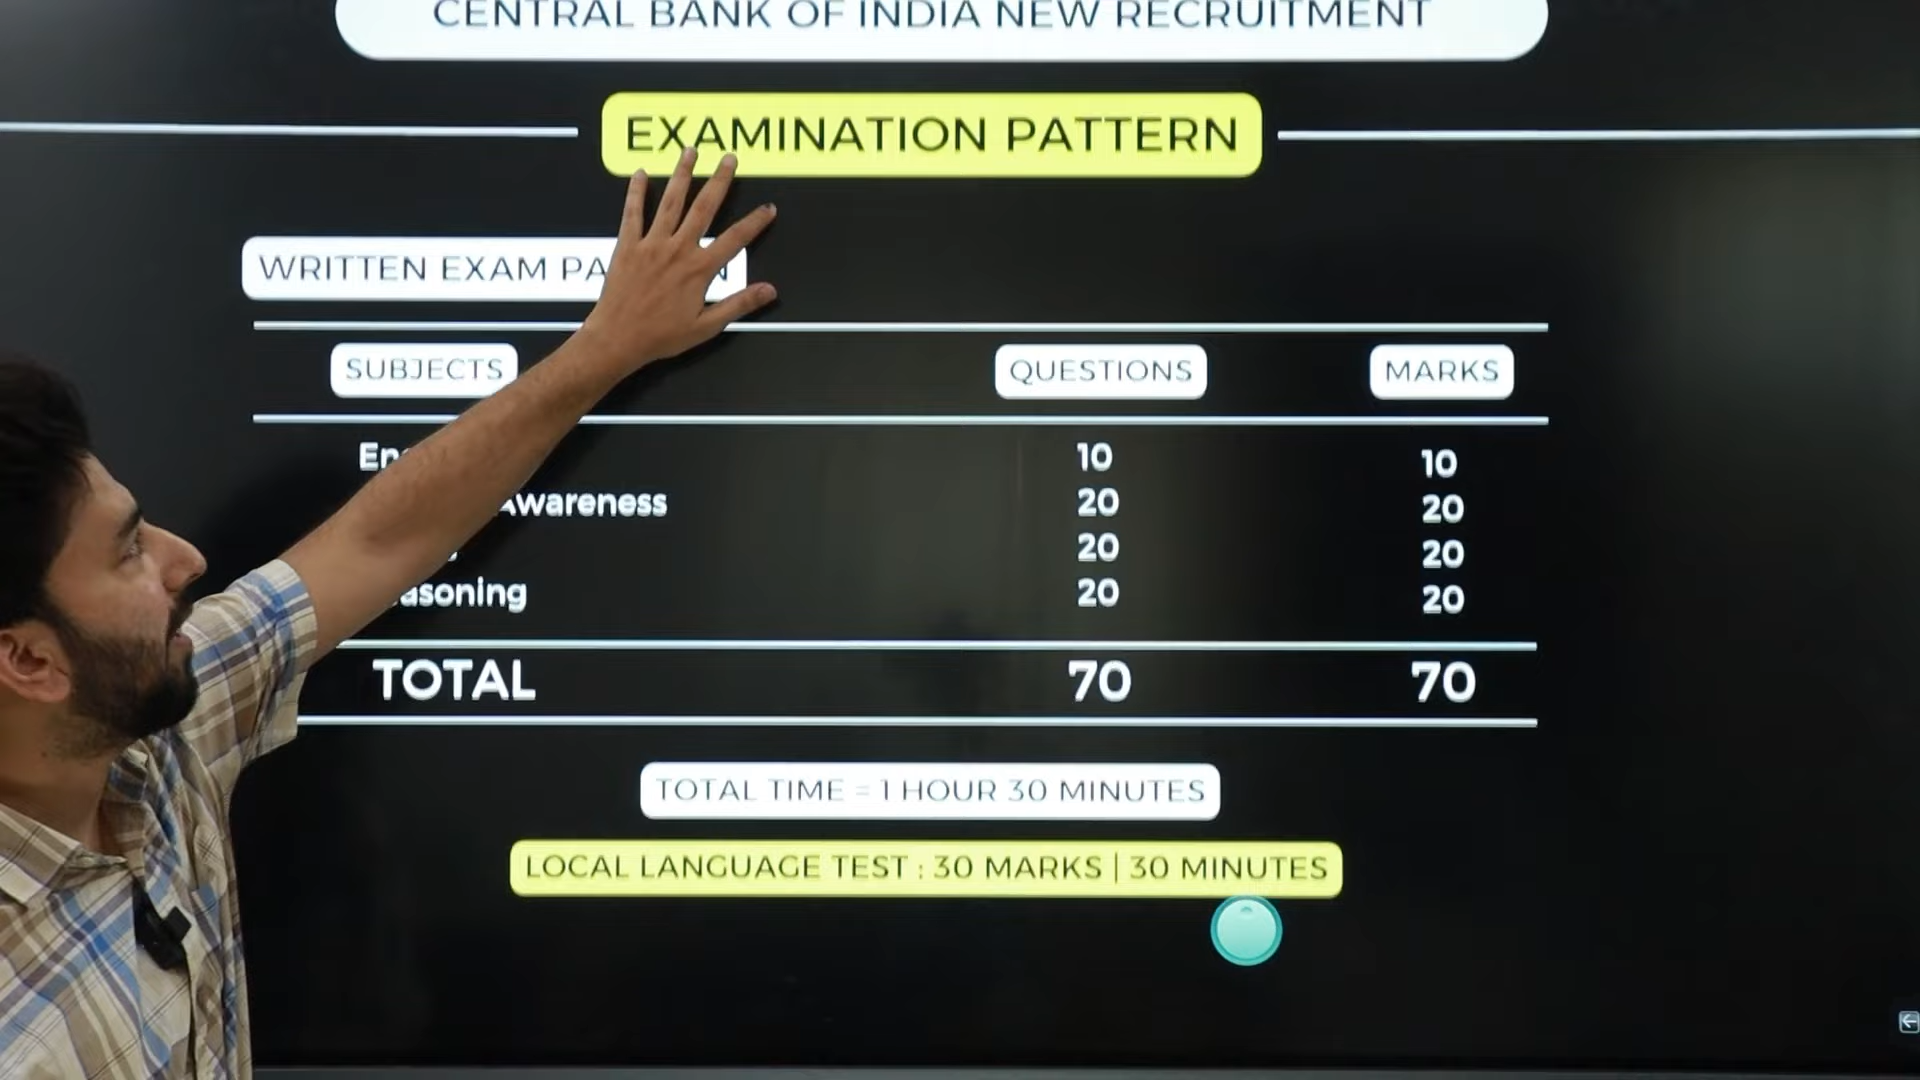 CENTRAL BANK OF INDIA NEW RECRUITMENT
EXAMINATION PATTERN
WRITTEN EXAM
SUBJECTS QUESTIONS MARKS
10 10
Awareness 20 20
20 20
20 20
TOTAL 70 70
TOTAL TIME = 1 HOUR 30 MINUTES
LOCAL LANGUAGE TEST : 30 MARKS | 30 MINUTES